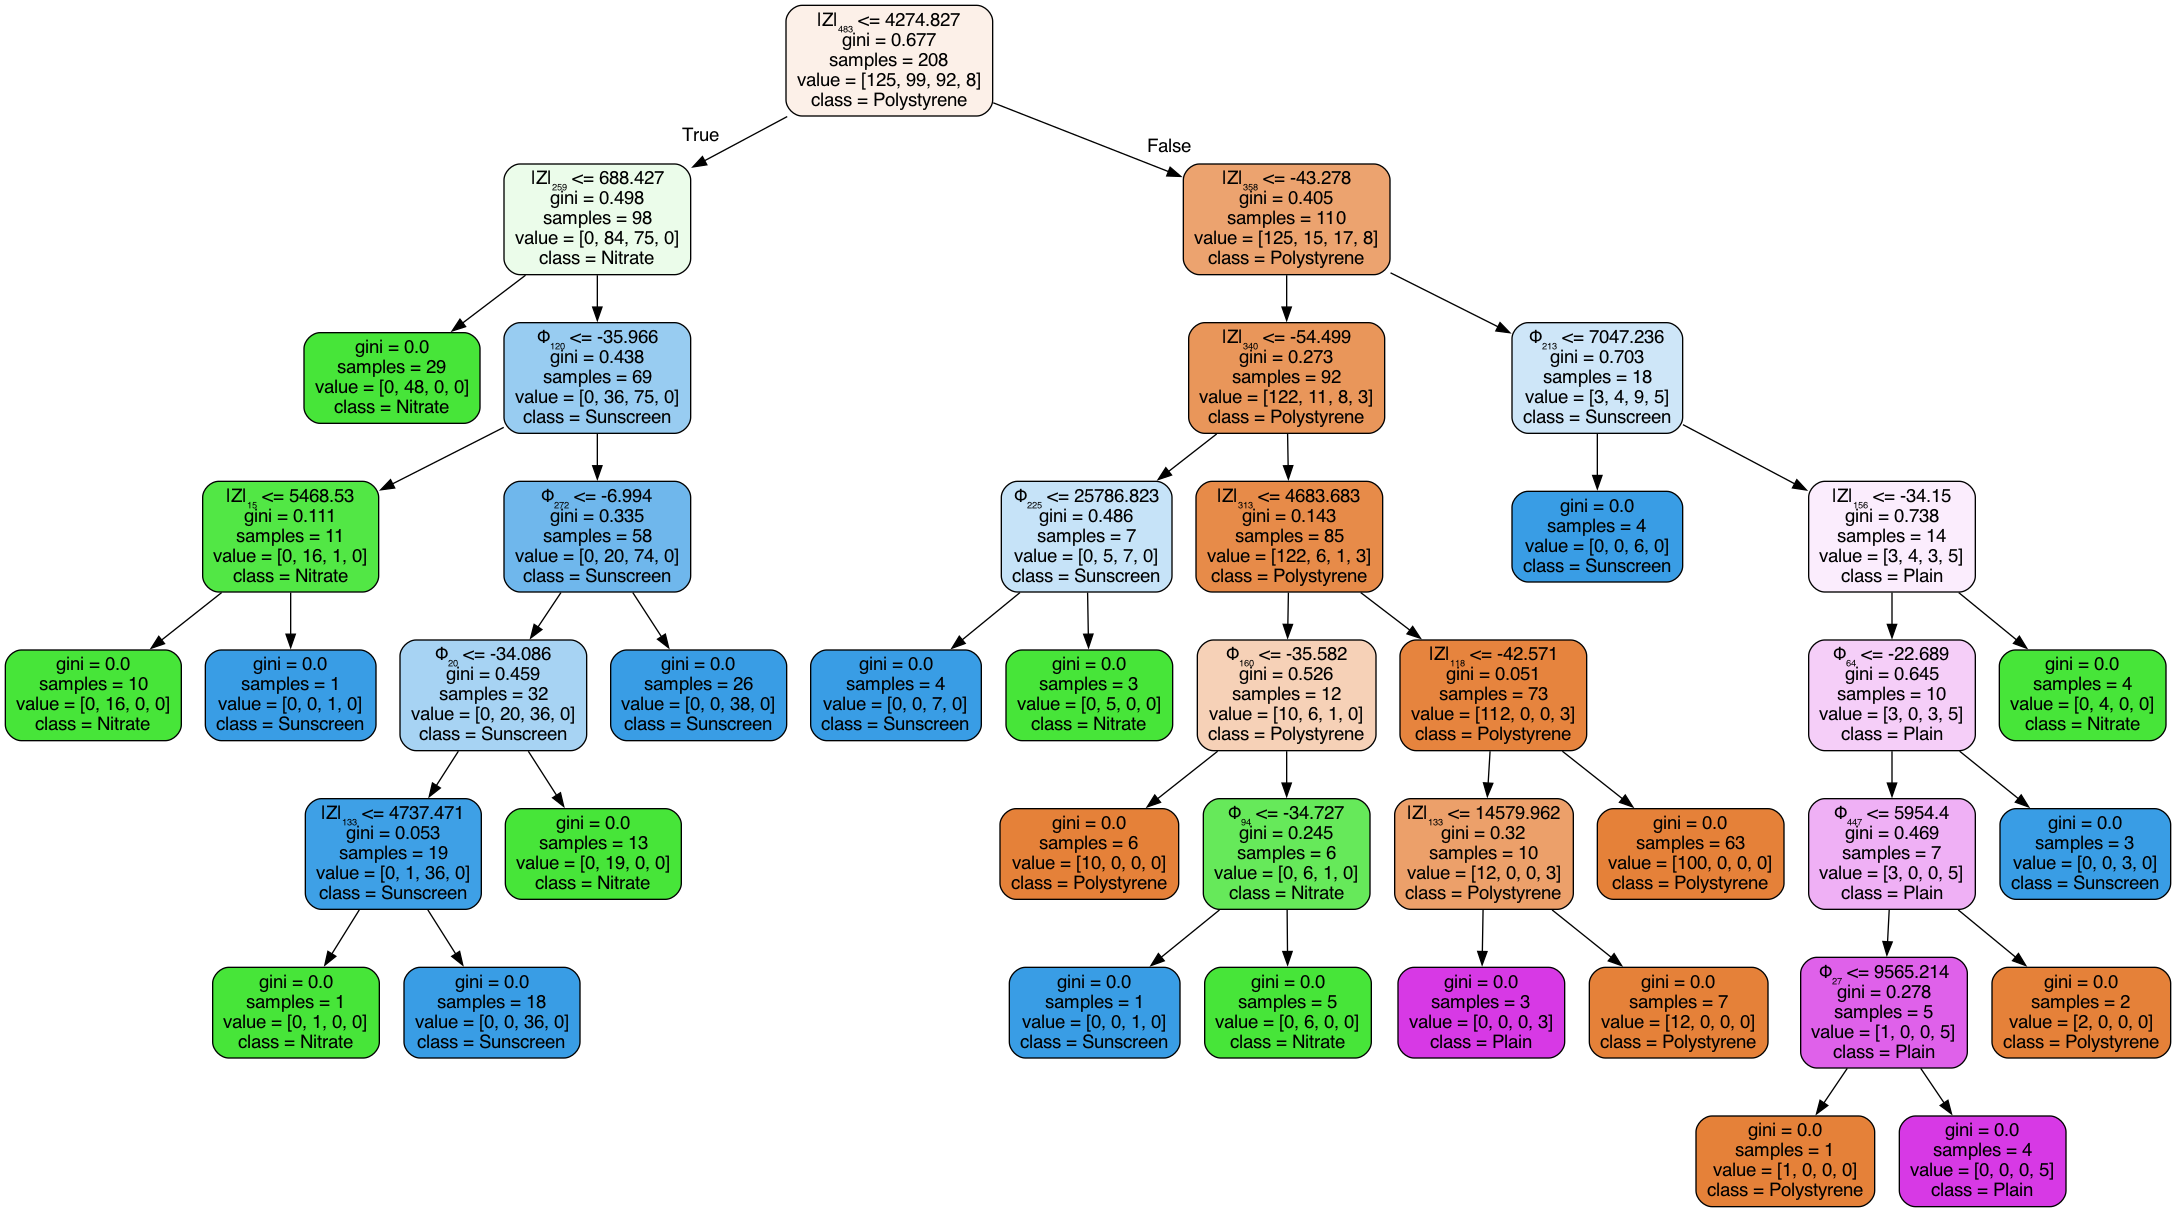 |Z|₄₈₃ <= 4274.827
gini = 0.677
samples = 208
value = [125, 99, 92, 8]
class = Polystyrene
True
False
|Z|₂₅₉ <= 688.427
gini = 0.498
samples = 98
value = [0, 84, 75, 0]
class = Nitrate
|Z|₃₅₈ <= -43.278
gini = 0.405
samples = 110
value = [125, 15, 17, 8]
class = Polystyrene
gini = 0.0
samples = 29
value = [0, 48, 0, 0]
class = Nitrate
Φ₁₂₀ <= -35.966
gini = 0.438
samples = 69
value = [0, 36, 75, 0]
class = Sunscreen
|Z|₃₄₀ <= -54.499
gini = 0.273
samples = 92
value = [122, 11, 8, 3]
class = Polystyrene
Φ₂₁₃ <= 7047.236
gini = 0.703
samples = 18
value = [3, 4, 9, 5]
class = Sunscreen
|Z|₁₅ <= 5468.53
gini = 0.111
samples = 11
value = [0, 16, 1, 0]
class = Nitrate
Φ₂₇₂ <= -6.994
gini = 0.335
samples = 58
value = [0, 20, 74, 0]
class = Sunscreen
Φ₂₂₅ <= 25786.823
gini = 0.486
samples = 7
value = [0, 5, 7, 0]
class = Sunscreen
|Z|₃₁₃ <= 4683.683
gini = 0.143
samples = 85
value = [122, 6, 1, 3]
class = Polystyrene
gini = 0.0
samples = 4
value = [0, 0, 6, 0]
class = Sunscreen
|Z|₁₅₆ <= -34.15
gini = 0.738
samples = 14
value = [3, 4, 3, 5]
class = Plain
gini = 0.0
samples = 10
value = [0, 16, 0, 0]
class = Nitrate
gini = 0.0
samples = 1
value = [0, 0, 1, 0]
class = Sunscreen
Φ₂₀ <= -34.086
gini = 0.459
samples = 32
value = [0, 20, 36, 0]
class = Sunscreen
gini = 0.0
samples = 26
value = [0, 0, 38, 0]
class = Sunscreen
gini = 0.0
samples = 4
value = [0, 0, 7, 0]
class = Sunscreen
gini = 0.0
samples = 3
value = [0, 5, 0, 0]
class = Nitrate
Φ₁₆₀ <= -35.582
gini = 0.526
samples = 12
value = [10, 6, 1, 0]
class = Polystyrene
|Z|₁₁₈ <= -42.571
gini = 0.051
samples = 73
value = [112, 0, 0, 3]
class = Polystyrene
Φ₆₄ <= -22.689
gini = 0.645
samples = 10
value = [3, 0, 3, 5]
class = Plain
gini = 0.0
samples = 4
value = [0, 4, 0, 0]
class = Nitrate
|Z|₁₃₃ <= 4737.471
gini = 0.053
samples = 19
value = [0, 1, 36, 0]
class = Sunscreen
gini = 0.0
samples = 13
value = [0, 19, 0, 0]
class = Nitrate
gini = 0.0
samples = 6
value = [10, 0, 0, 0]
class = Polystyrene
Φ₉₄ <= -34.727
gini = 0.245
samples = 6
value = [0, 6, 1, 0]
class = Nitrate
|Z|₁₃₃ <= 14579.962
gini = 0.32
samples = 10
value = [12, 0, 0, 3]
class = Polystyrene
gini = 0.0
samples = 63
value = [100, 0, 0, 0]
class = Polystyrene
Φ₄₄₇ <= 5954.4
gini = 0.469
samples = 7
value = [3, 0, 0, 5]
class = Plain
gini = 0.0
samples = 3
value = [0, 0, 3, 0]
class = Sunscreen
gini = 0.0
samples = 1
value = [0, 1, 0, 0]
class = Nitrate
gini = 0.0
samples = 18
value = [0, 0, 36, 0]
class = Sunscreen
gini = 0.0
samples = 1
value = [0, 0, 1, 0]
class = Sunscreen
gini = 0.0
samples = 5
value = [0, 6, 0, 0]
class = Nitrate
gini = 0.0
samples = 3
value = [0, 0, 0, 3]
class = Plain
gini = 0.0
samples = 7
value = [12, 0, 0, 0]
class = Polystyrene
Φ₂₇ <= 9565.214
gini = 0.278
samples = 5
value = [1, 0, 0, 5]
class = Plain
gini = 0.0
samples = 2
value = [2, 0, 0, 0]
class = Polystyrene
gini = 0.0
samples = 1
value = [1, 0, 0, 0]
class = Polystyrene
gini = 0.0
samples = 4
value = [0, 0, 0, 5]
class = Plain